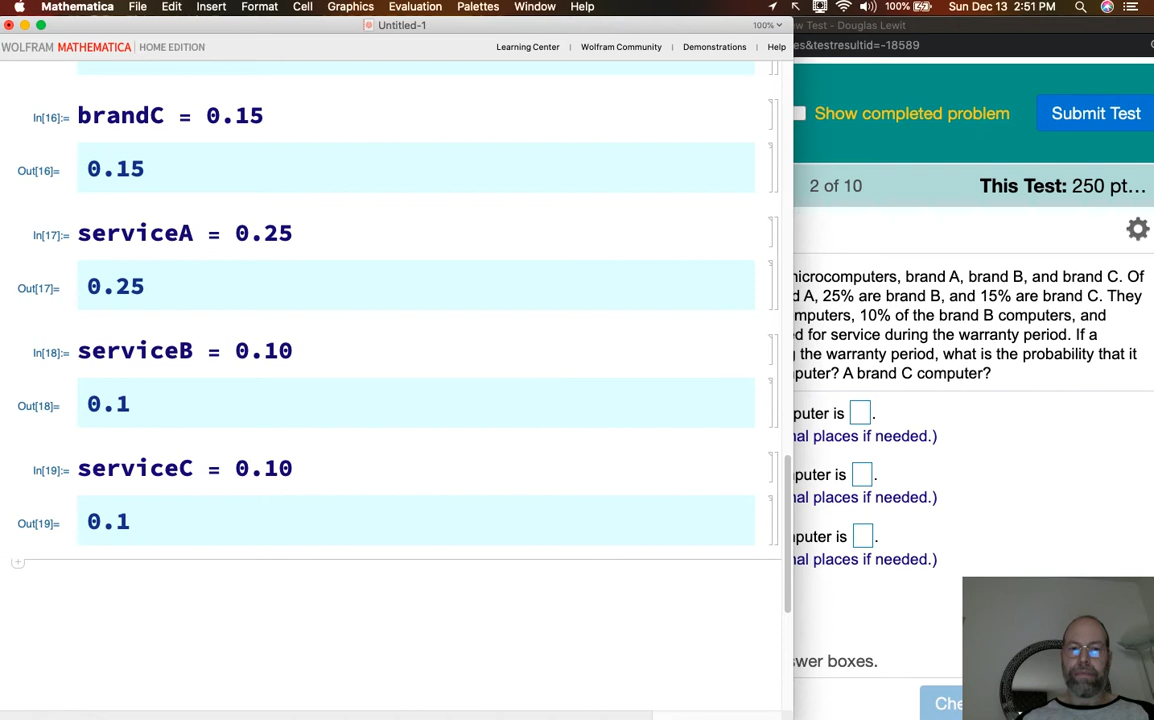 Mathematica File Edit Insert Format Cell Graphics Evaluation Palettes Window Help 100% Sun Dec 13 2:51 PM
Untitled-1 100%
w Test - Douglas Lewit
WOLFRAM MATHEMATICA | HOME EDITION Learning Center | Wolfram Community | Demonstrations | Help
es&testresultid=-18589
In[16]:= brandC = 0.15
Out[16]= 0.15
In[17]:= serviceA = 0.25
Out[17]= 0.25
In[18]:= serviceB = 0.10
Out[18]= 0.1
In[19]:= serviceC = 0.10
Out[19]= 0.1
Show completed problem
Submit Test
2 of 10
This Test: 250 pt...
nicrocomputers, brand A, brand B, and brand C. Of
d A, 25% are brand B, and 15% are brand C. They
mputers, 10% of the brand B computers, and
d for service during the warranty period. If a
the warranty period, what is the probability that it
puter? A brand C computer?
puter is .
al places if needed.)
puter is .
al places if needed.)
puter is .
al places if needed.)
swer boxes.
Che